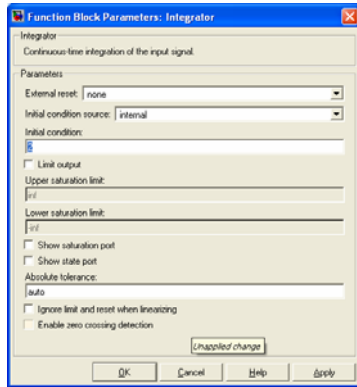 Function Block Parameters: Integrator
Integrator
Continuous-time integration of the input signal.
Parameters
External reset: none
Initial condition source: internal
Initial condition:
2
Limit output
Upper saturation limit:
inf
Lower saturation limit:
-inf
Show saturation port
Show state port
Absolute tolerance:
auto
Ignore limit and reset when linearizing
Enable zero crossing detection
Unapplied change
OK Cancel Help Apply